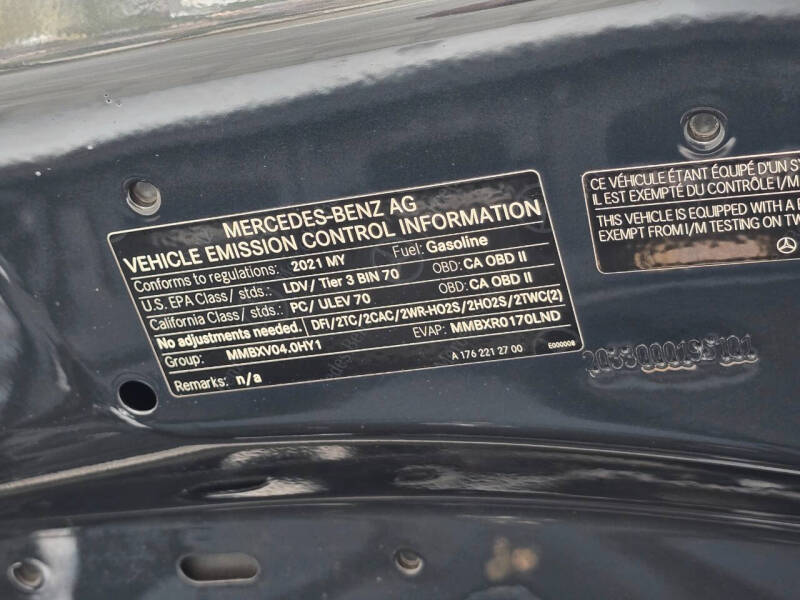 MERCEDES-BENZ AG
VEHICLE EMISSION CONTROL INFORMATION
Conforms to regulations: 2021 MY Fuel: Gasoline
U.S. EPA Class/ stds.: LDV/ Tier 3 BIN 70 OBD: CA OBD II
California Class/ stds.: PC/ ULEV 70 OBD: CA OBD II
No adjustments needed. DFI/2TC/2CAC/2WR-HO2S/2HO2S/2TWC(2)
Group: MMBXV04.0HY1 EVAP: MMBXR0170LND
A 176 221 27 00 E000008
Remarks: n/a
CE VÉHICULE ÉTANT ÉQUIPÉ D'UN
IL EST EXEMPTÉ DU CONTRÔLE I/M
THIS VEHICLE IS EQUIPPED WITH A
EXEMPT FROM I/M TESTING ON